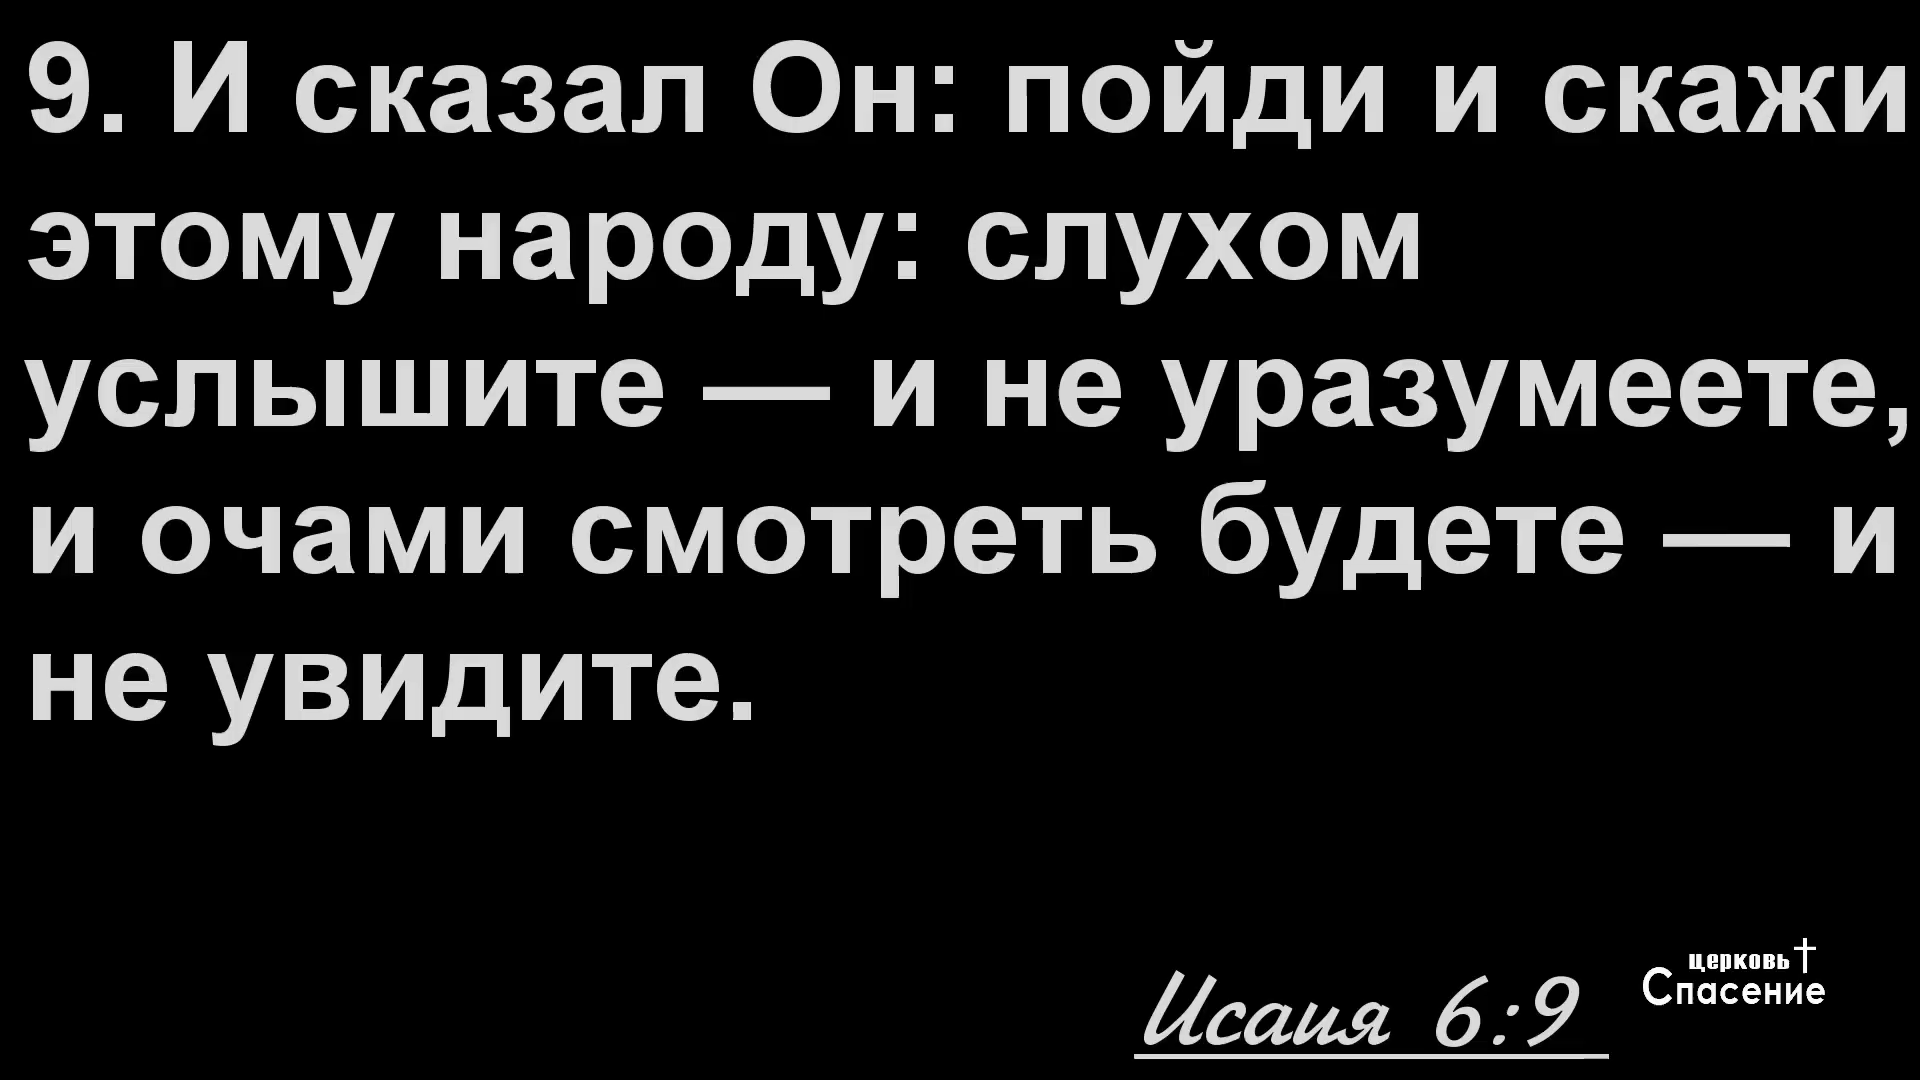 9. И сказал Он: пойди и скажи
этому народу: слухом
услышите — и не уразумеете,
и очами смотреть будете — и
не увидите.
церковь
Спасение
Исаия 6:9